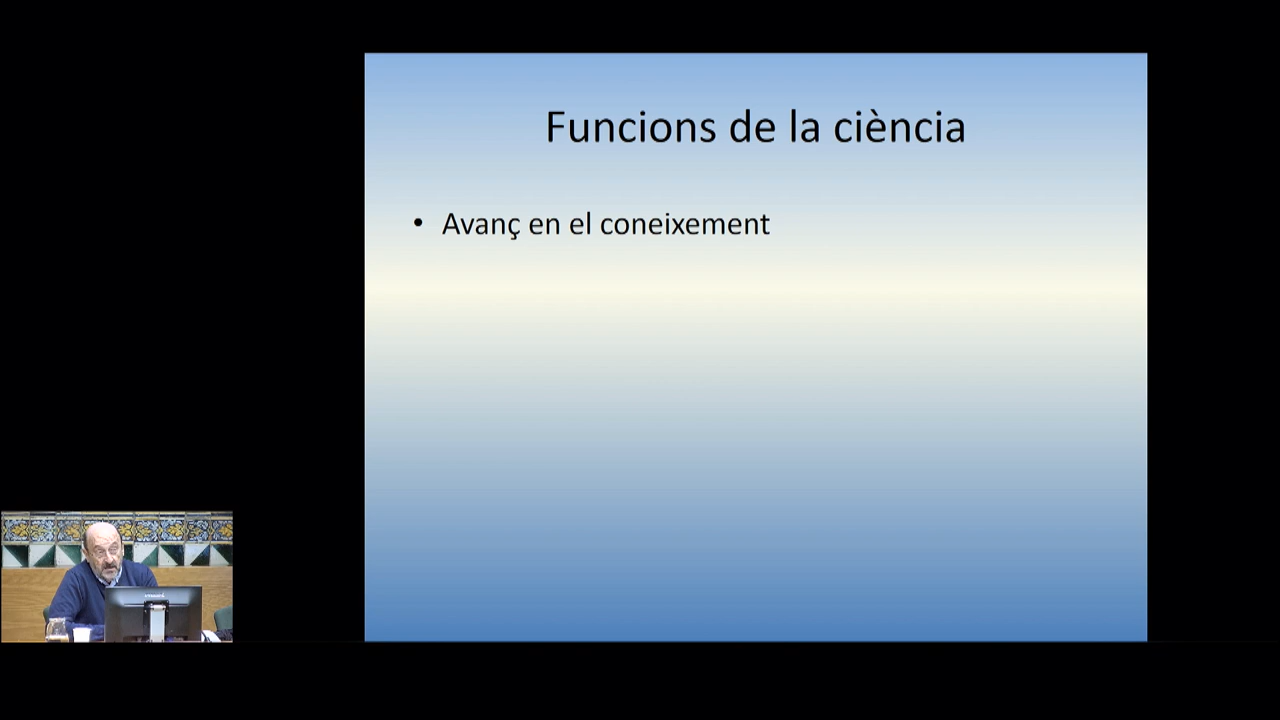 Funcions de la ciència
• Avanç en el coneixement